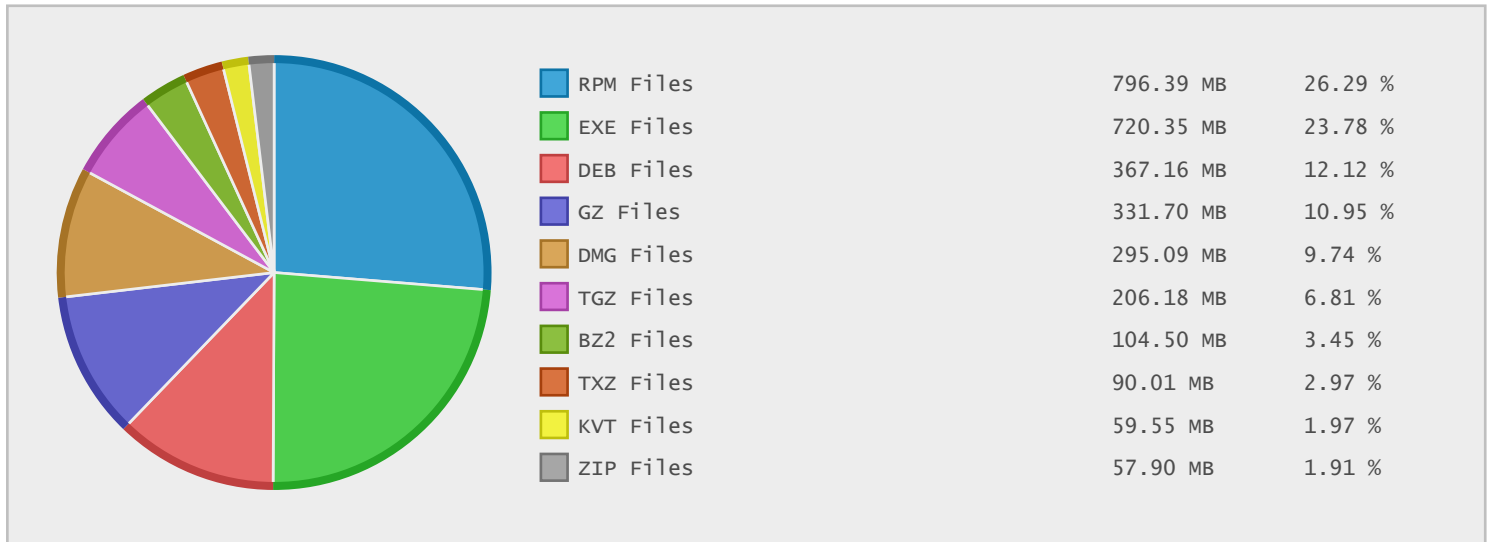 RPM Files 796.39 MB 26.29 %
EXE Files 720.35 MB 23.78 %
DEB Files 367.16 MB 12.12 %
GZ Files 331.70 MB 10.95 %
DMG Files 295.09 MB 9.74 %
TGZ Files 206.18 MB 6.81 %
BZ2 Files 104.50 MB 3.45 %
TXZ Files 90.01 MB 2.97 %
KVT Files 59.55 MB 1.97 %
ZIP Files 57.90 MB 1.91 %